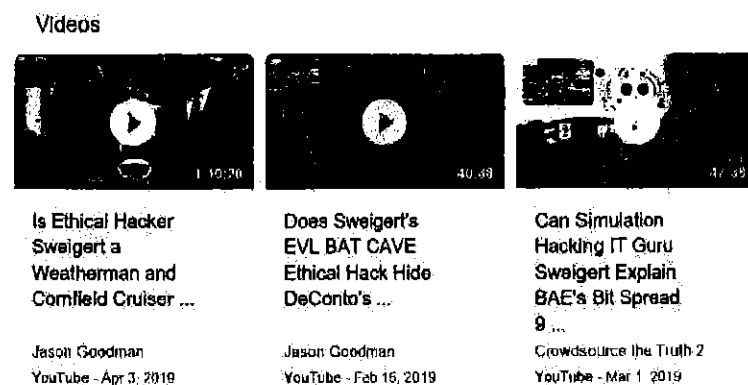 Videos
1:10:20
40:38
47:38
Is Ethical Hacker
Sweigert a
Weatherman and
Cornfield Cruiser ...
Jason Goodman
YouTube - Apr 3, 2019
Does Sweigert's
EVL BAT CAVE
Ethical Hack Hide
DeConto's ...
Jason Goodman
YouTube - Feb 16, 2019
Can Simulation
Hacking IT Guru
Sweigert Explain
BAE's Bit Spread
9 ...
Crowdsource the Truth 2
YouTube - Mar 1, 2019